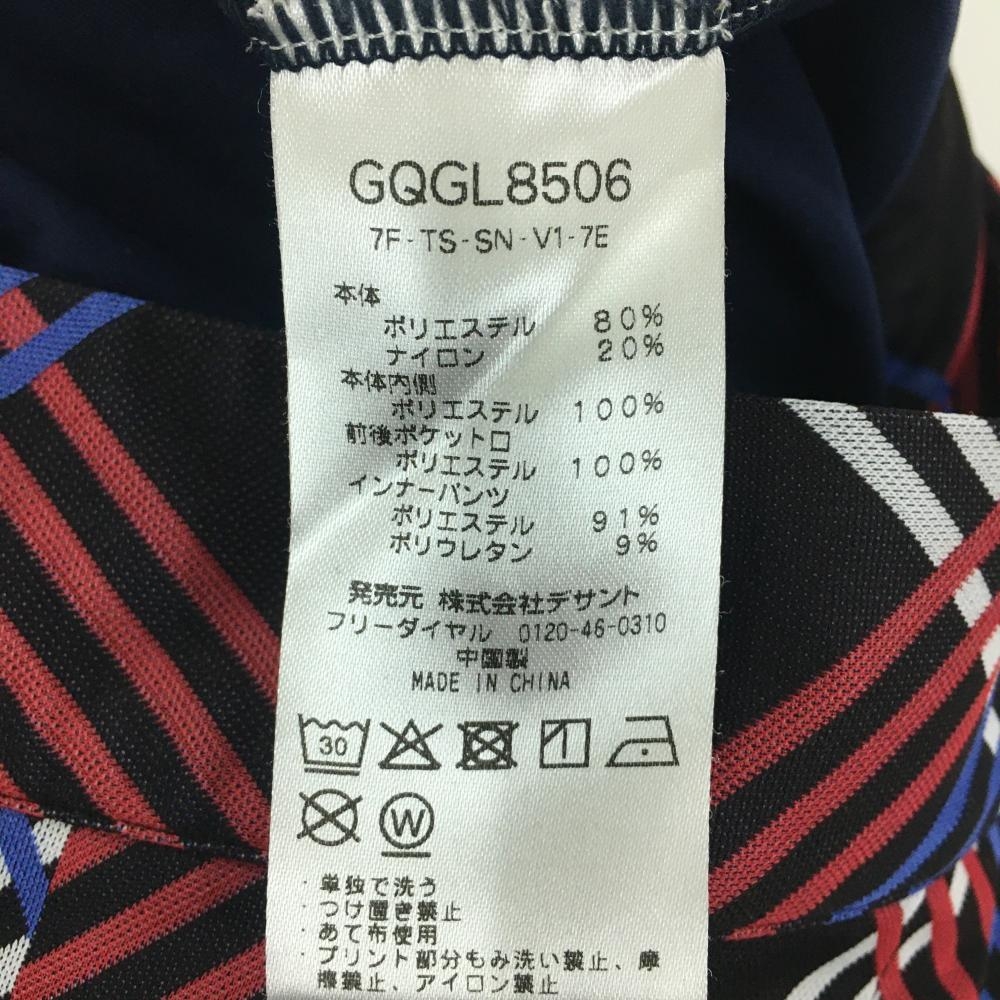 GQGL8506
7F-TS-SN-V1-7E
本体
ポリエステル 80%
ナイロン 20%
本体内側
ポリエステル 100%
前後ポケット口
ポリエステル 100%
インナーパンツ
ポリエステル 91%
ポリウレタン 9%
発売元 株式会社デサント
フリーダイヤル 0120-46-0310
中国製
MADE IN CHINA
30
W
・単独で洗う
・つけ置き禁止
・あて布使用
・プリント部分もみ洗い禁止、摩
擦禁止、アイロン禁止